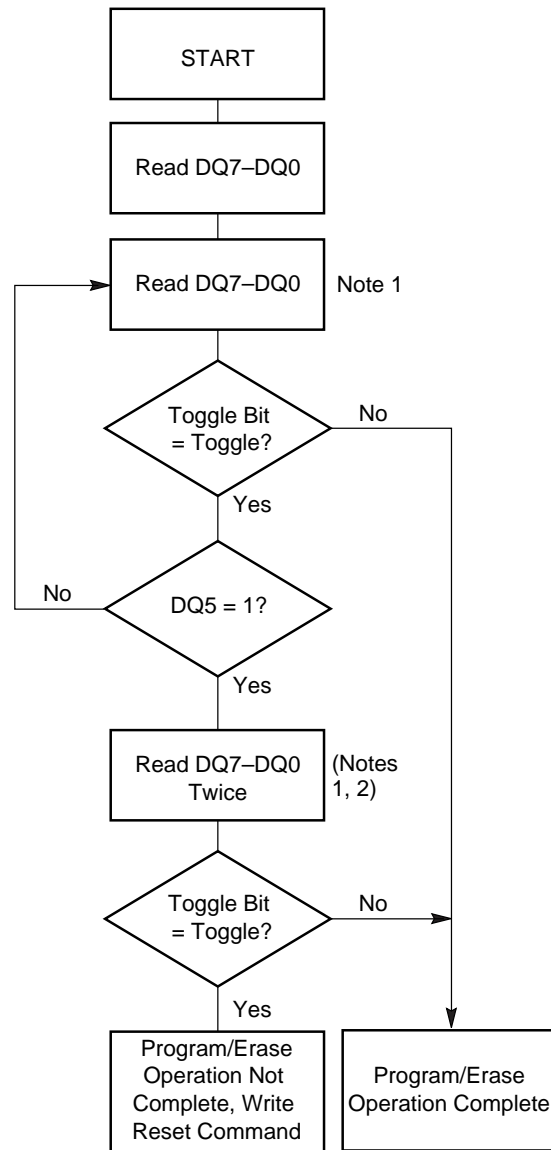 START
Read DQ7–DQ0
Read DQ7–DQ0
Note 1
Toggle Bit
= Toggle?
No
Yes
No
DQ5 = 1?
Yes
Read DQ7–DQ0
Twice
(Notes
1, 2)
Toggle Bit
= Toggle?
No
Yes
Program/Erase
Operation Not
Complete, Write
Reset Command
Program/Erase
Operation Complete